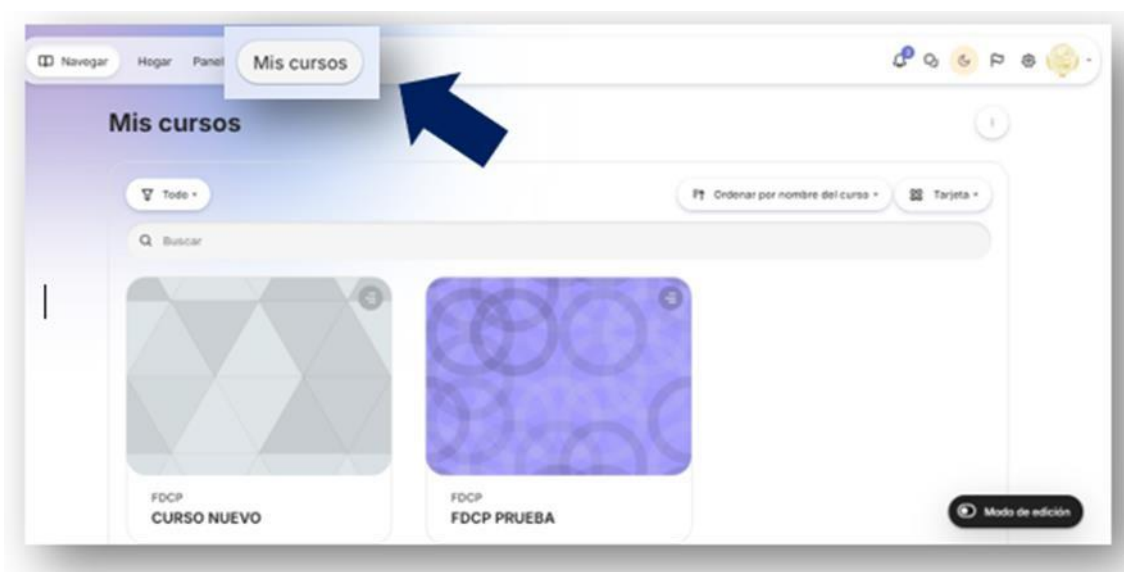 Navegar Hogar Panel Mis cursos
Mis cursos
Todo Ordenar por nombre del curso Tarjeta
Buscar
FDCP FDCP
CURSO NUEVO FDCP PRUEBA
Modo de edición